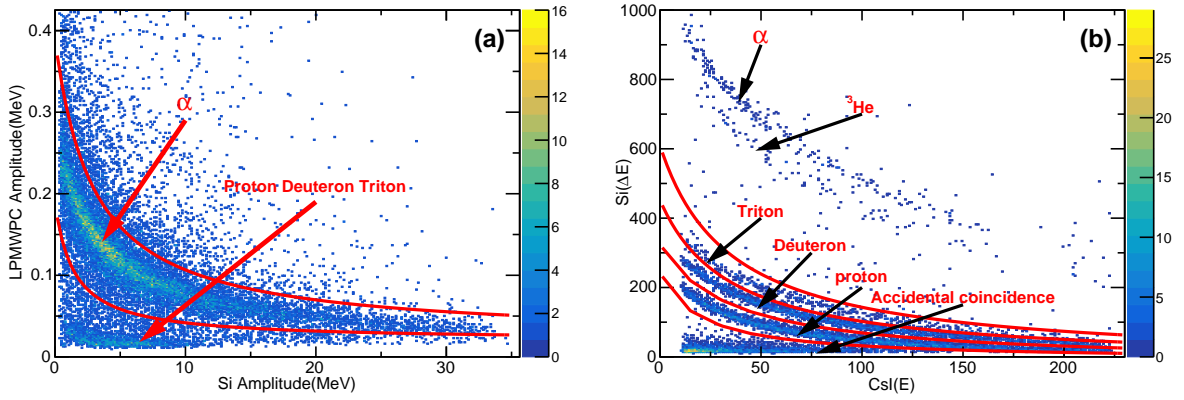 (a)
α
Proton Deuteron Triton
LPMWPC Amplitude(MeV)
0.4
0.3
0.2
0.1
0
0 10 20 30
Si Amplitude(MeV)
16
14
12
10
8
6
4
2
0
(b)
α
³He
Triton
Deuteron
proton
Accidental coincidence
Si(ΔE)
1000
800
600
400
200
0
0 50 100 150 200
CsI(E)
25
20
15
10
5
0